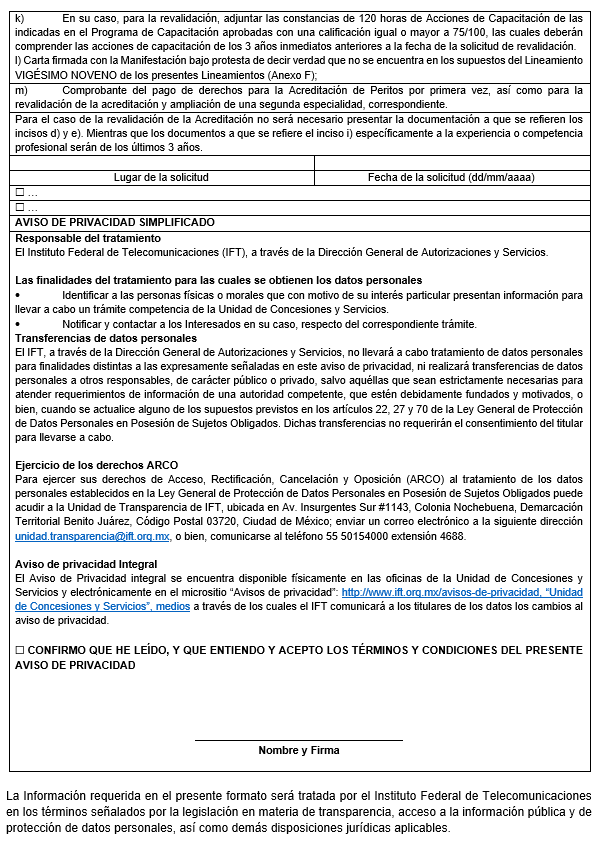 k) En su caso, para la revalidación, adjuntar las constancias de 120 horas de Acciones de Capacitación de las
indicadas en el Programa de Capacitación aprobadas con una calificación igual o mayor a 75/100, las cuales deberán
comprender las acciones de capacitación de los 3 años inmediatos anteriores a la fecha de la solicitud de revalidación.
l) Carta firmada con la Manifestación bajo protesta de decir verdad que no se encuentra en los supuestos del Lineamiento
VIGÉSIMO NOVENO de los presentes Lineamientos (Anexo F);
m) Comprobante del pago de derechos para la Acreditación de Peritos por primera vez, así como para la
revalidación de la acreditación y ampliación de una segunda especialidad, correspondiente.
Para el caso de la revalidación de la Acreditación no será necesario presentar la documentación a que se refieren los
incisos d) y e). Mientras que los documentos a que se refiere el inciso i) específicamente a la experiencia o competencia
profesional serán de los últimos 3 años.
Lugar de la solicitud Fecha de la solicitud (dd/mm/aaaa)
☐ ...
☐ ...
AVISO DE PRIVACIDAD SIMPLIFICADO
Responsable del tratamiento
El Instituto Federal de Telecomunicaciones (IFT), a través de la Dirección General de Autorizaciones y Servicios.
Las finalidades del tratamiento para las cuales se obtienen los datos personales
• Identificar a las personas físicas o morales que con motivo de su interés particular presentan información para
llevar a cabo un trámite competencia de la Unidad de Concesiones y Servicios.
• Notificar y contactar a los Interesados en su caso, respecto del correspondiente trámite.
Transferencias de datos personales
El IFT, a través de la Dirección General de Autorizaciones y Servicios, no llevará a cabo tratamiento de datos personales
para finalidades distintas a las expresamente señaladas en este aviso de privacidad, ni realizará transferencias de datos
personales a otros responsables, de carácter público o privado, salvo aquéllas que sean estrictamente necesarias para
atender requerimientos de información de una autoridad competente, que estén debidamente fundados y motivados, o
bien, cuando se actualice alguno de los supuestos previstos en los artículos 22, 27 y 70 de la Ley General de Protección
de Datos Personales en Posesión de Sujetos Obligados. Dichas transferencias no requerirán el consentimiento del titular
para llevarse a cabo.
Ejercicio de los derechos ARCO
Para ejercer sus derechos de Acceso, Rectificación, Cancelación y Oposición (ARCO) al tratamiento de los datos
personales establecidos en la Ley General de Protección de Datos Personales en Posesión de Sujetos Obligados puede
acudir a la Unidad de Transparencia de IFT, ubicada en Av. Insurgentes Sur #1143, Colonia Nochebuena, Demarcación
Territorial Benito Juárez, Código Postal 03720, Ciudad de México; enviar un correo electrónico a la siguiente dirección
unidad.transparencia@ift.org.mx, o bien, comunicarse al teléfono 55 50154000 extensión 4688.
Aviso de privacidad Integral
El Aviso de Privacidad integral se encuentra disponible físicamente en las oficinas de la Unidad de Concesiones y
Servicios y electrónicamente en el micrositio “Avisos de privacidad”: http://www.ift.org.mx/avisos-de-privacidad, “Unidad
de Concesiones y Servicios”, medios a través de los cuales el IFT comunicará a los titulares de los datos los cambios al
aviso de privacidad.
☐ CONFIRMO QUE HE LEÍDO, Y QUE ENTIENDO Y ACEPTO LOS TÉRMINOS Y CONDICIONES DEL PRESENTE
AVISO DE PRIVACIDAD
Nombre y Firma
La Información requerida en el presente formato será tratada por el Instituto Federal de Telecomunicaciones
en los términos señalados por la legislación en materia de transparencia, acceso a la información pública y de
protección de datos personales, así como demás disposiciones jurídicas aplicables.